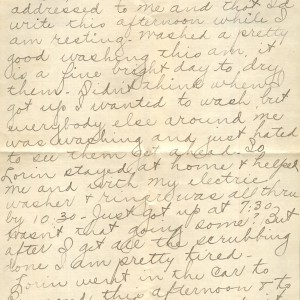 addressed to me and that I'd
write this afternoon while I
am resting. Washed a pretty
good washing this am, it
is a fine bright day to dry
them - Didn't think when I
got up I wanted to wash, but
everybody else around me
was washing and just hated
to see them get ahead. So
Lorin stayed at home & helped
me and with my electric
washer & ringer was all thru
by 10:30 - Just got up at 7:30
Wasn't that doing some? But
after I get all the scrubbing
done I am pretty tired -
Lorin went in the car to
this afternoon & to